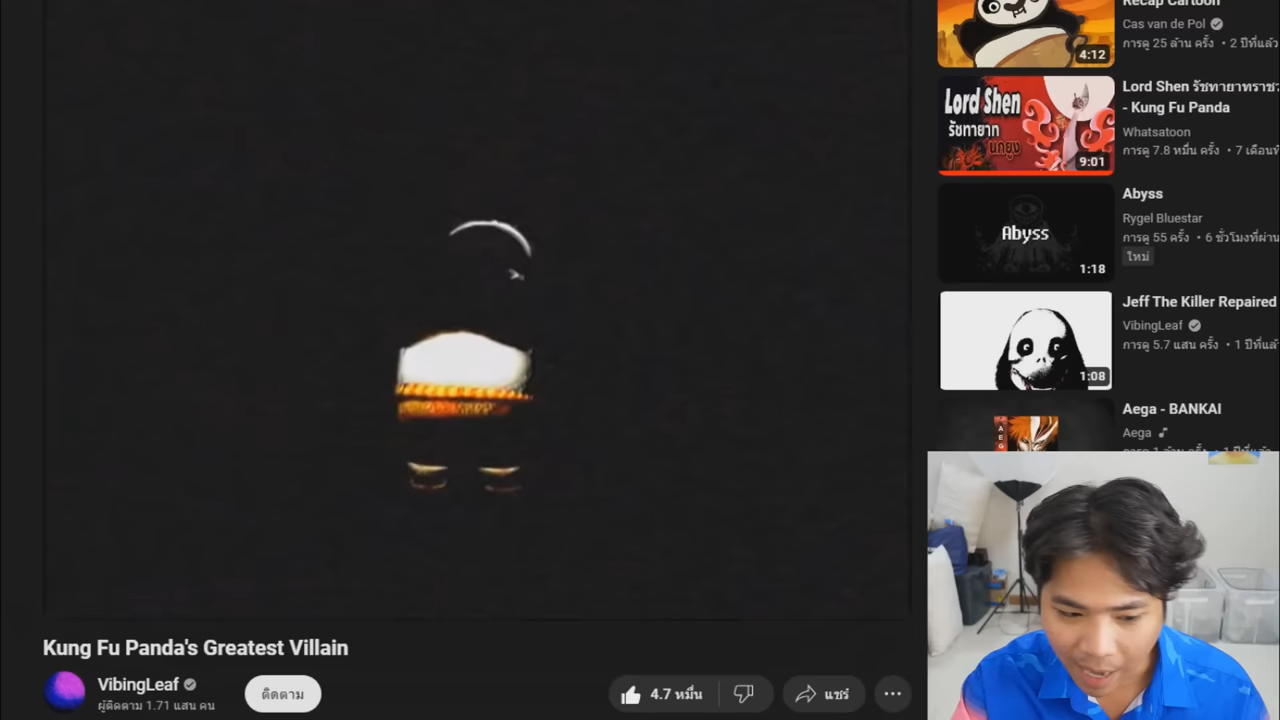 Kung Fu Panda's Greatest Villain
VibingLeaf
ผู้ติดตาม 1.71 แสน คน
ติดตาม
4.7 หมื่น
แชร์
Recap Cartoon
Cas van de Pol
การดู 25 ล้าน ครั้ง • 2 ปีที่แล้ว
4:12
Lord Shen
รัชทายาท
นกยูง
9:01
Lord Shen รัชทายาทราชว
- Kung Fu Panda
Whatsatoon
การดู 7.8 หมื่น ครั้ง • 7 เดือนที่
Abyss
1:18
Abyss
Rygel Bluestar
การดู 55 ครั้ง • 6 ชั่วโมงที่ผ่าน
ใหม่
1:08
Jeff The Killer Repaired
VibingLeaf
การดู 5.7 แสน ครั้ง • 1 ปีที่แล้
AEG
Aega - BANKAI
Aega